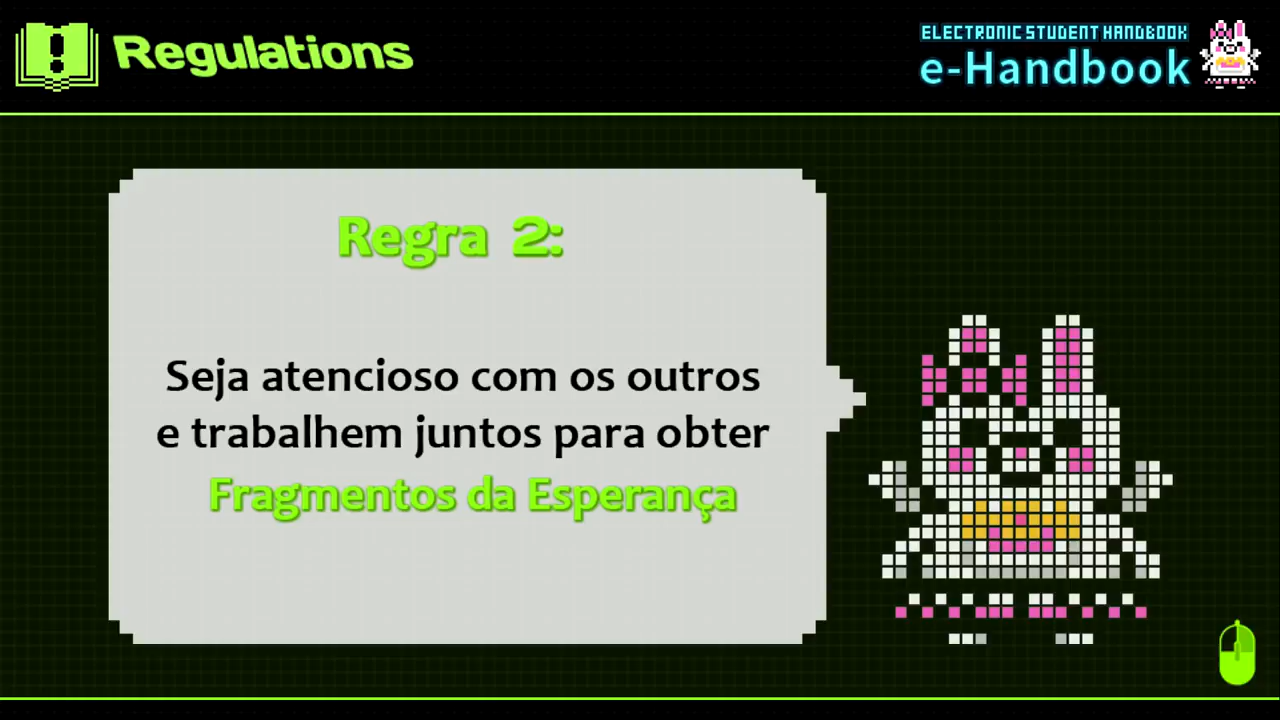 Regulations
ELECTRONIC STUDENT HANDBOOK
e-Handbook
Regra 2:
Seja atencioso com os outros
e trabalhem juntos para obter
Fragmentos da Esperança